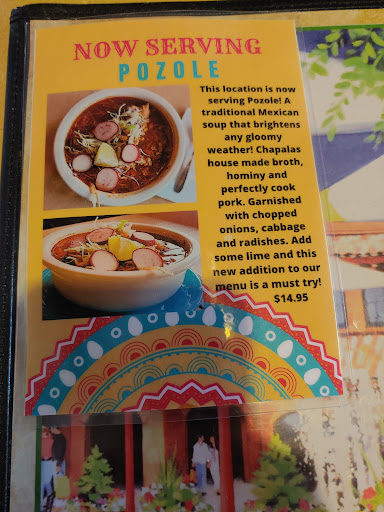 NOW SERVING
POZOLE
This location is now
serving Pozole! A
traditional Mexican
soup that brightens
any gloomy
weather! Chapalas
house made broth,
hominy and
perfectly cook
pork. Garnished
with chopped
onions, cabbage
and radishes. Add
some lime and this
new addition to our
menu is a must try!
$14.95